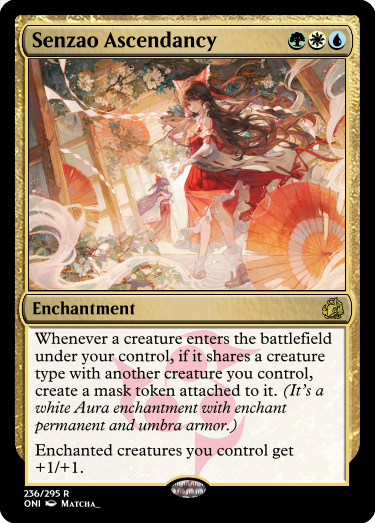 Senzao Ascendancy
Enchantment
Whenever a creature enters the battlefield
under your control, if it shares a creature
type with another creature you control,
create a mask token attached to it. (It's a
white Aura enchantment with enchant
permanent and umbra armor.)
Enchanted creatures you control get
+1/+1.
236/295 R
ONI Matcha_